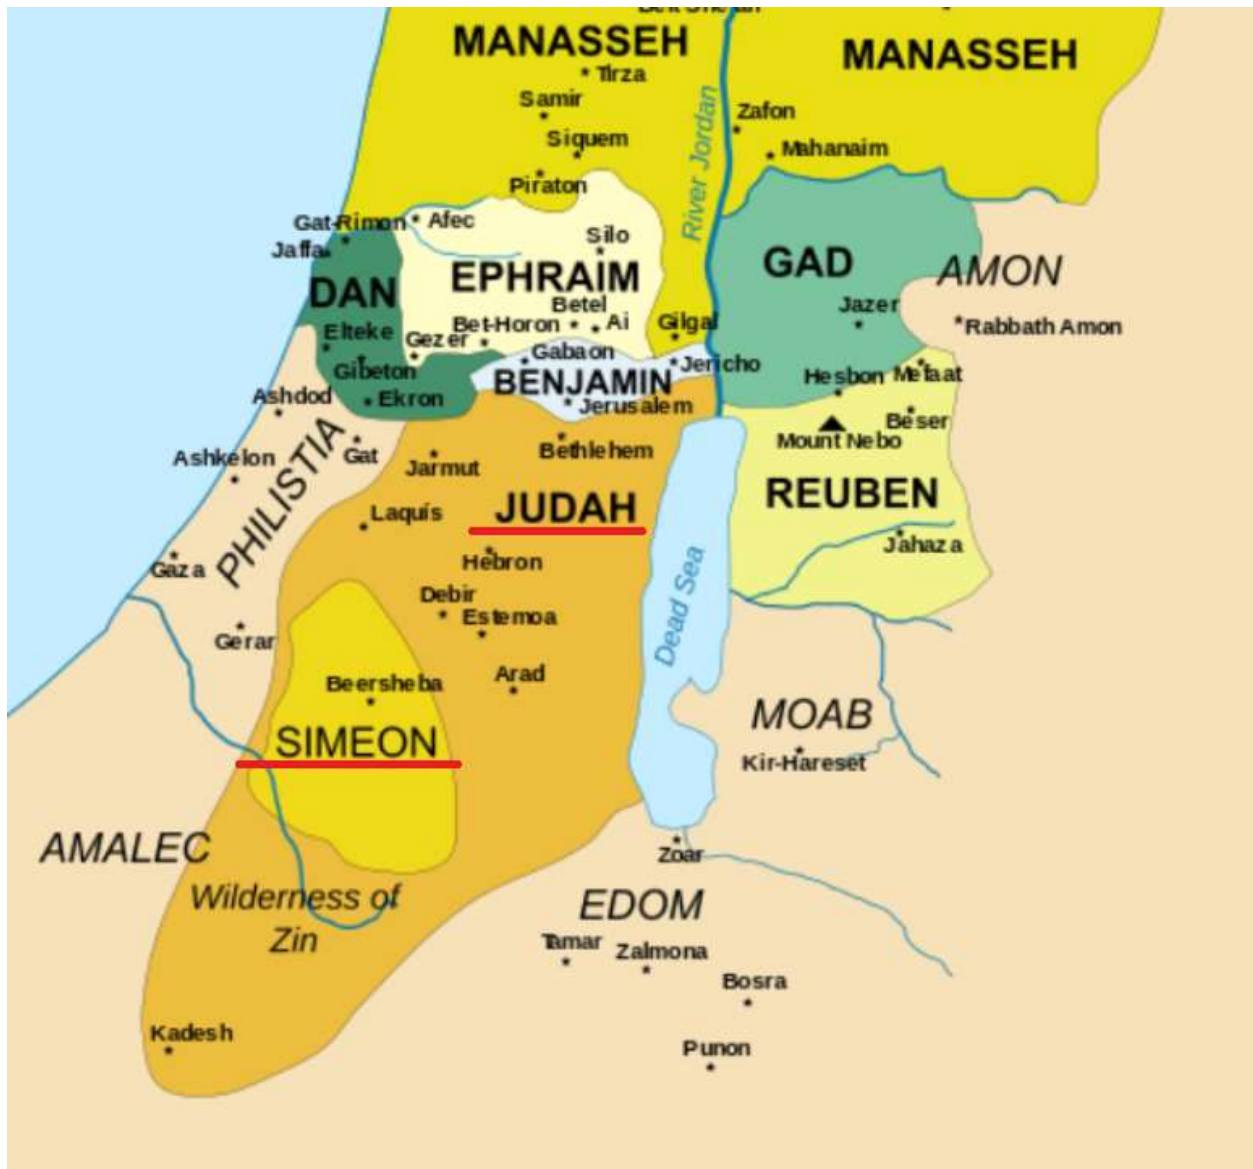 MANASSEH
MANASSEH
Tirza
Samir
Zafon
Siquem
Mahanaim
River Jordan
Piraton
Gat-Rimon
Afec
Silo
Jaffa
GAD
AMON
EPHRAIM
DAN
Betel
Jazer
Bet-Horon
Ai
Gilgal
Rabbath Amon
Elteke
Gezer
Gabaon
Jericho
Gibeton
Hesbon
Mefaat
BENJAMIN
Ashdod
Ekron
Jerusalem
Beser
Mount Nebo
Bethlehem
PHILISTIA
Gat
Ashkelon
Jarmut
REUBEN
JUDAH
Laquís
Jahaza
Hebron
Gaza
Debir
Estemoa
Dead Sea
Gerar
Arad
Beersheba
MOAB
SIMEON
Kir-Hareset
AMALEC
Zoar
Wilderness of
Zin
EDOM
Tamar
Zalmona
Bosra
Kadesh
Punon